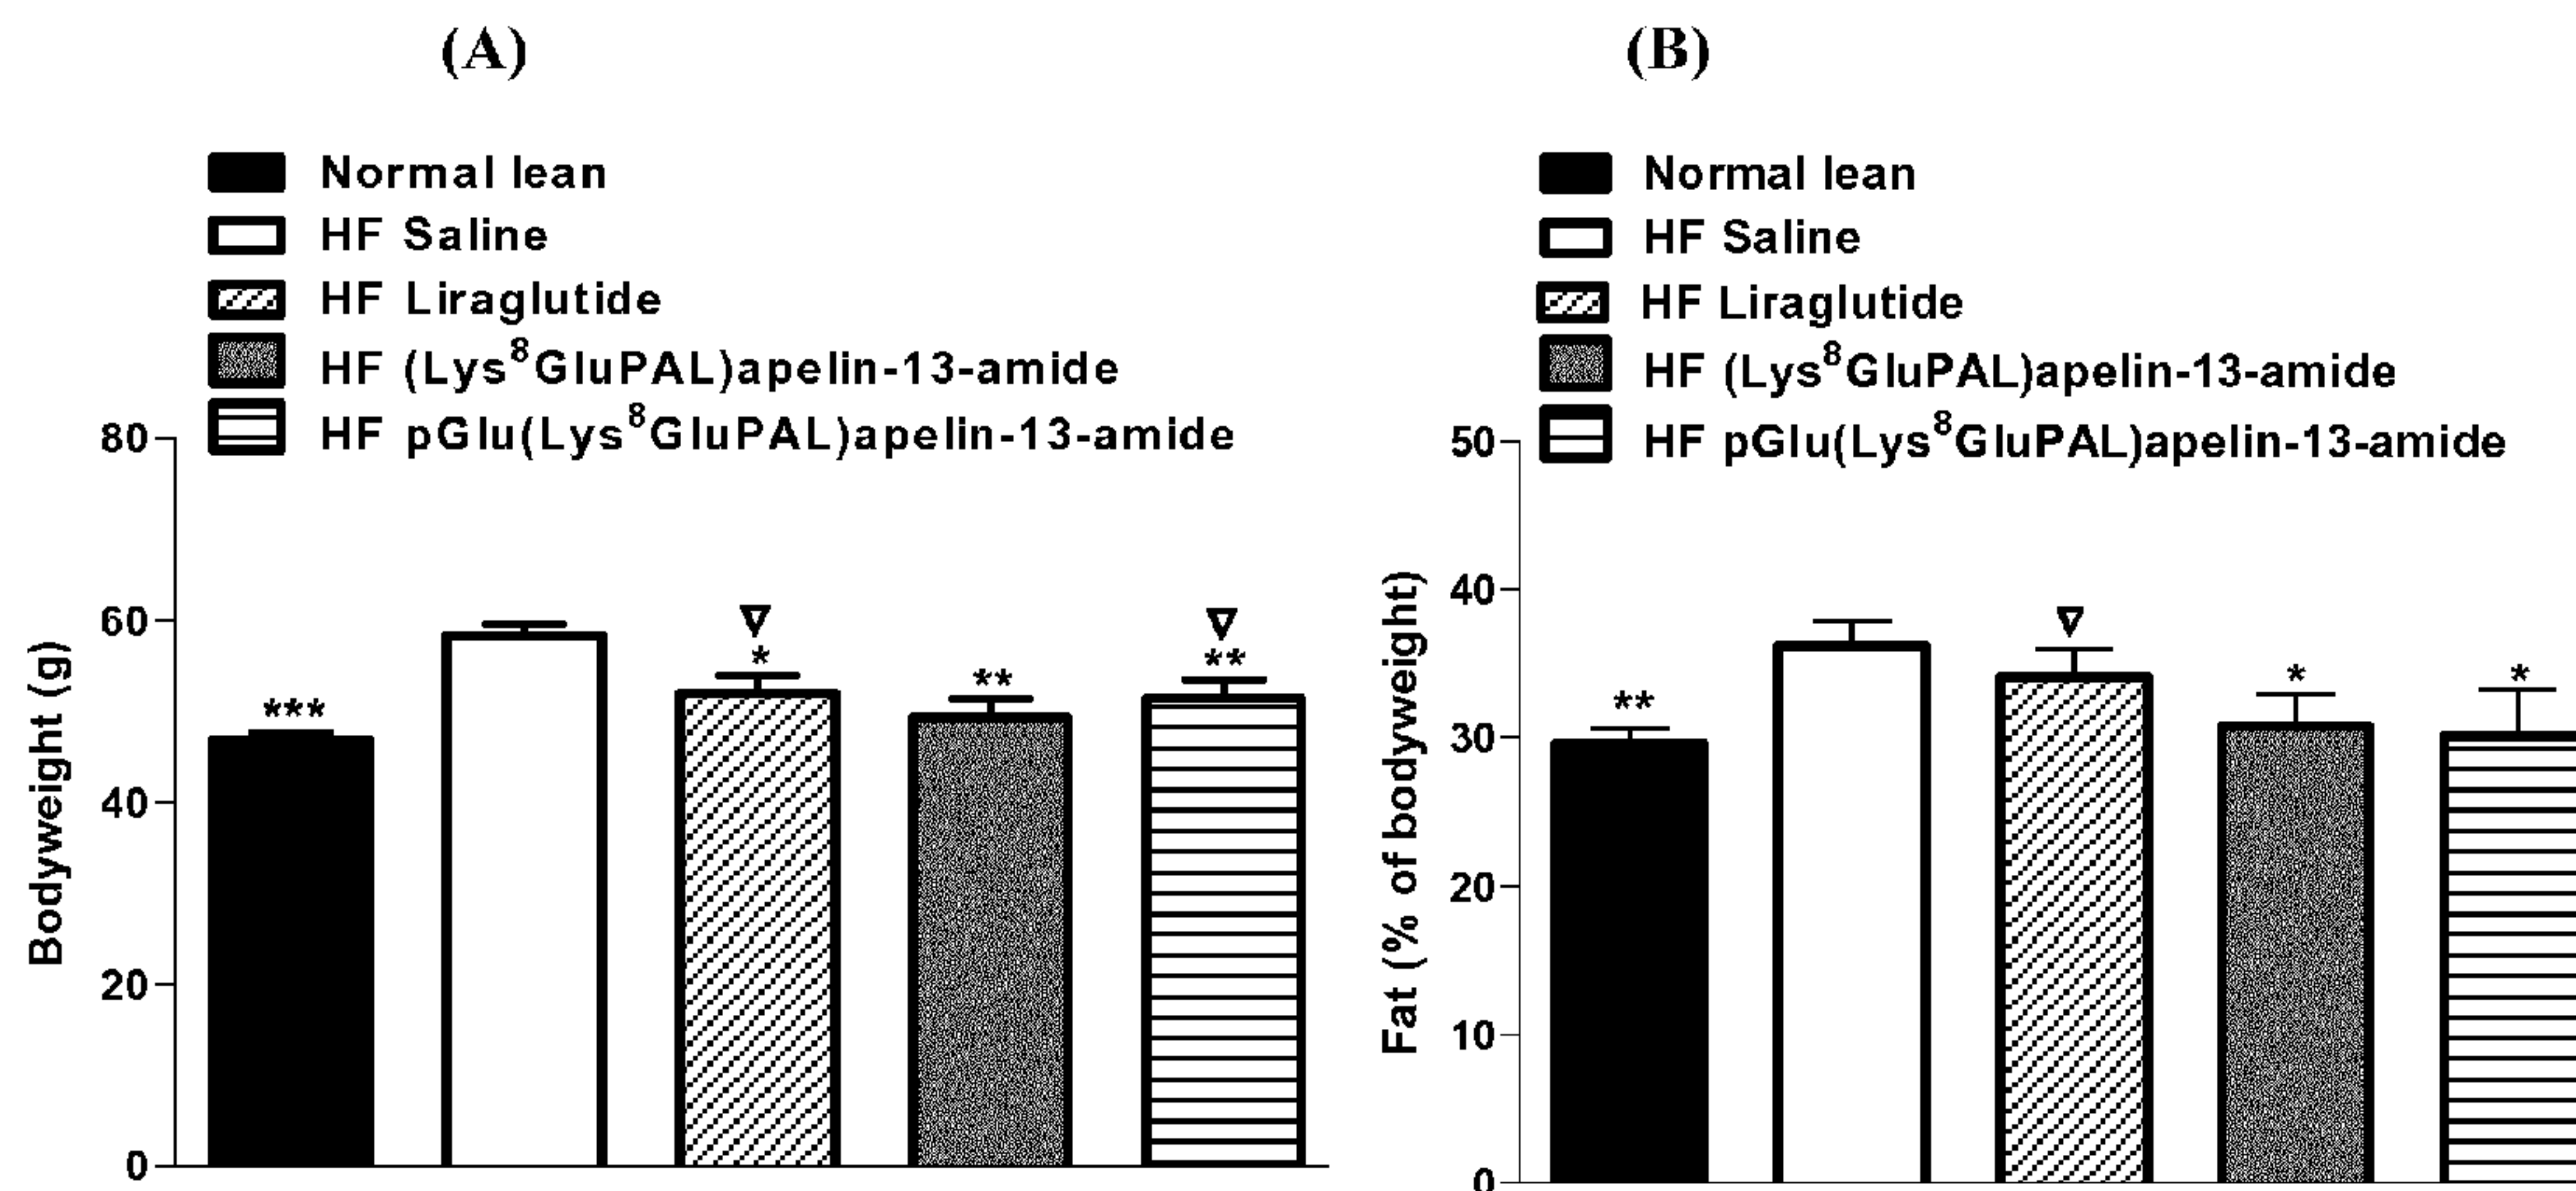 (A)
Normal lean
HF Saline
HF Liraglutide
HF (Lys⁸GluPAL)apelin-13-amide
HF pGlu(Lys⁸GluPAL)apelin-13-amide
80
60
40
20
0
Bodyweight (g)
***
*
**
**
(B)
Normal lean
HF Saline
HF Liraglutide
HF (Lys⁸GluPAL)apelin-13-amide
HF pGlu(Lys⁸GluPAL)apelin-13-amide
50
40
30
20
10
0
Fat (% of bodyweight)
**
*
*